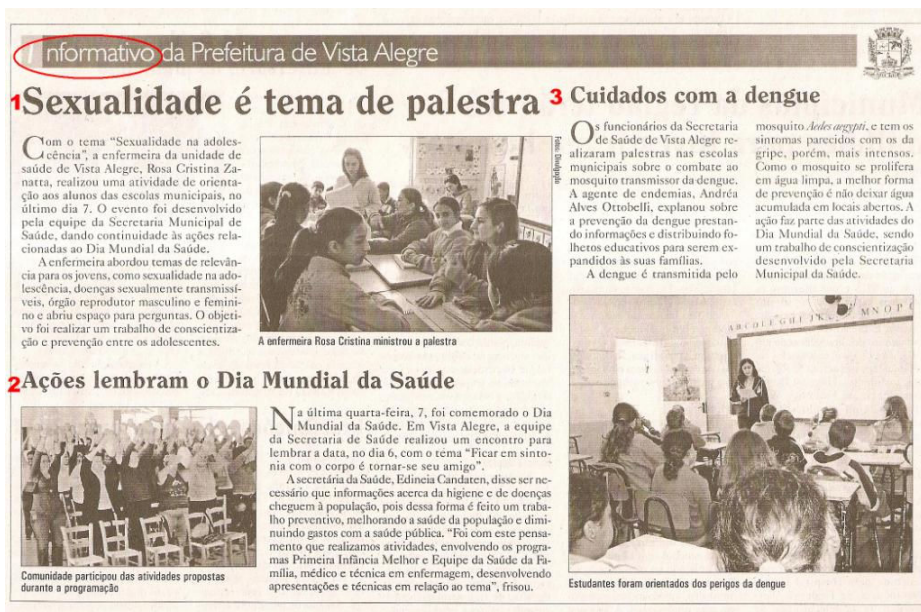 Informativo da Prefeitura de Vista Alegre
1 Sexualidade é tema de palestra
Com o tema "Sexualidade na adoles-
cência", a enfermeira da unidade de
saúde de Vista Alegre, Rosa Cristina Za-
natta, realizou uma atividade de orienta-
ção aos alunos das escolas municipais, no
último dia 7. O evento foi desenvolvido
pela equipe da Secretaria Municipal de
Saúde, dando continuidade às ações rela-
cionadas ao Dia Mundial da Saúde.
A enfermeira abordou temas de relevân-
cia para os jovens, como sexualidade na ado-
lescência, doenças sexualmente transmissí-
veis, órgão reprodutor masculino e femini-
no e abriu espaço para perguntas. O objeti-
vo foi realizar um trabalho de conscientiza-
ção e prevenção entre os adolescentes.
Fotos: Divulgação
A enfermeira Rosa Cristina ministrou a palestra
2 Ações lembram o Dia Mundial da Saúde
Comunidade participou das atividades propostas
durante a programação
Na última quarta-feira, 7, foi comemorado o Dia
Mundial da Saúde. Em Vista Alegre, a equipe
da Secretaria de Saúde realizou um encontro para
lembrar a data, no dia 6, com o tema "Ficar em sinto-
nia com o corpo é tornar-se seu amigo".
A secretária da Saúde, Edineia Candaten, disse ser ne-
cessário que informações acerca da higiene e de doenças
cheguem à população, pois dessa forma é feito um traba-
lho preventivo, melhorando a saúde da população e dimi-
nuindo gastos com a saúde pública. "Foi com este pensa-
mento que realizamos atividades, envolvendo os progra-
mas Primeira Infância Melhor e Equipe da Saúde da Fa-
mília, médico e técnica em enfermagem, desenvolvendo
apresentações e técnicas em relação ao tema", frisou.
3 Cuidados com a dengue
Os funcionários da Secretaria
de Saúde de Vista Alegre re-
alizaram palestras nas escolas
municipais sobre o combate ao
mosquito transmissor da dengue.
A agente de endemias, Andréa
Alves Ottobelli, explanou sobre
a prevenção da dengue prestan-
do informações e distribuindo fo-
lhetos educativos para serem ex-
pandidos às suas famílias.
A dengue é transmitida pelo
mosquito Aedes aegypti, e tem os
sintomas parecidos com os da
gripe, porém, mais intensos.
Como o mosquito se prolifera
em água limpa, a melhor forma
de prevenção é não deixar água
acumulada em locais abertos. A
ação faz parte das atividades do
Dia Mundial da Saúde, sendo
um trabalho de conscientização
desenvolvido pela Secretaria
Municipal da Saúde.
Estudantes foram orientados dos perigos da dengue